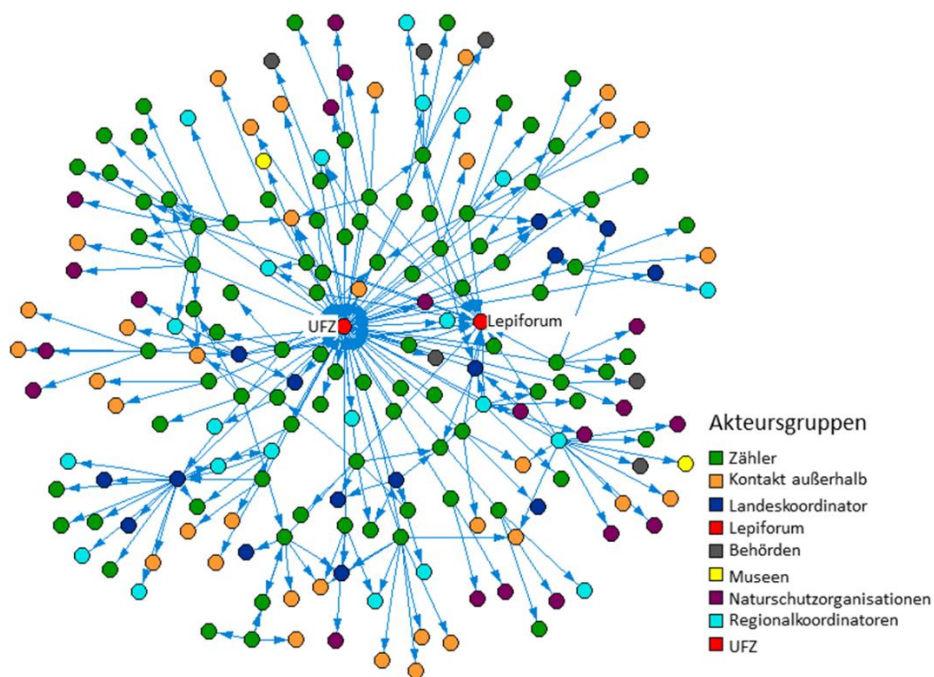 UFZ
Lepiforum
Akteursgruppen
Zähler
Kontakt außerhalb
Landeskoordinator
Lepiforum
Behörden
Museen
Naturschutzorganisationen
Regionalkoordinatoren
UFZ